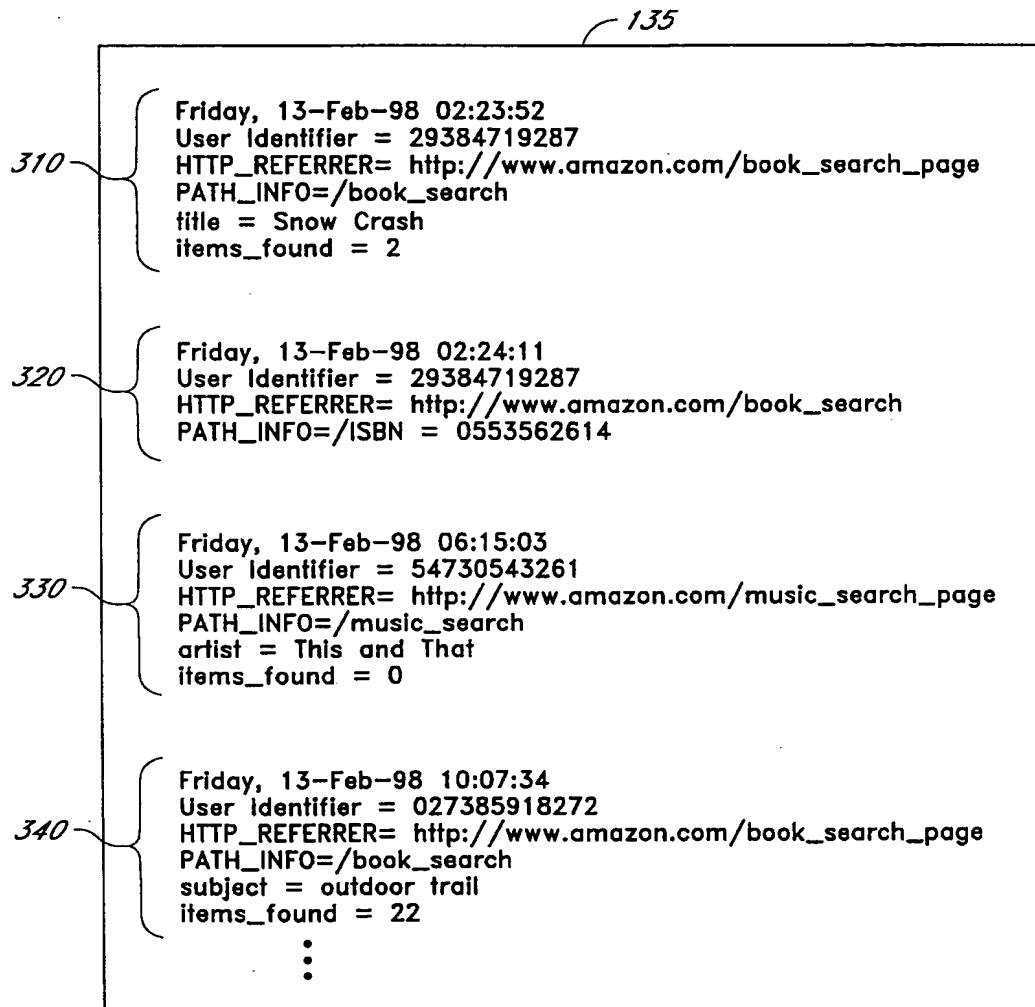 135
310
Friday, 13-Feb-98 02:23:52
User Identifier = 29384719287
HTTP_REFERRER= http://www.amazon.com/book_search_page
PATH_INFO=/book_search
title = Snow Crash
items_found = 2
320
Friday, 13-Feb-98 02:24:11
User Identifier = 29384719287
HTTP_REFERRER= http://www.amazon.com/book_search
PATH_INFO=/ISBN = 0553562614
330
Friday, 13-Feb-98 06:15:03
User Identifier = 54730543261
HTTP_REFERRER= http://www.amazon.com/music_search_page
PATH_INFO=/music_search
artist = This and That
items_found = 0
340
Friday, 13-Feb-98 10:07:34
User Identifier = 027385918272
HTTP_REFERRER= http://www.amazon.com/book_search_page
PATH_INFO=/book_search
subject = outdoor trail
items_found = 22